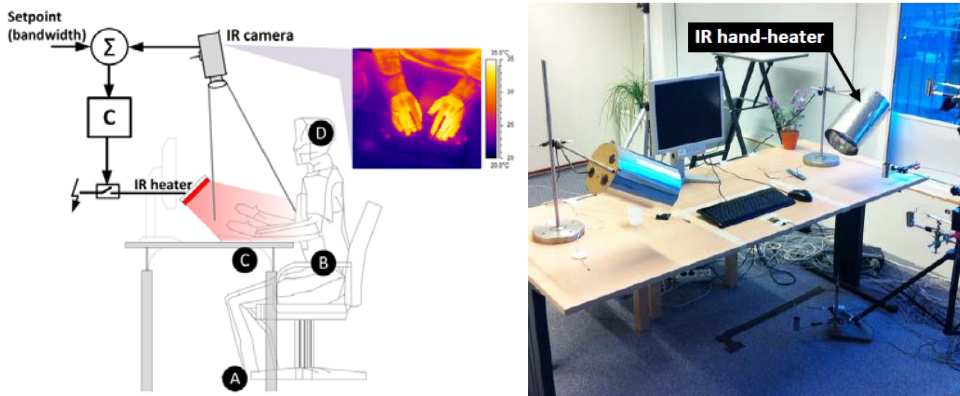 Setpoint
(bandwidth)
Σ
IR camera
C
IR heater
35.0°C
35
30
25
20
20.0°C
D
B
C
A
IR hand-heater